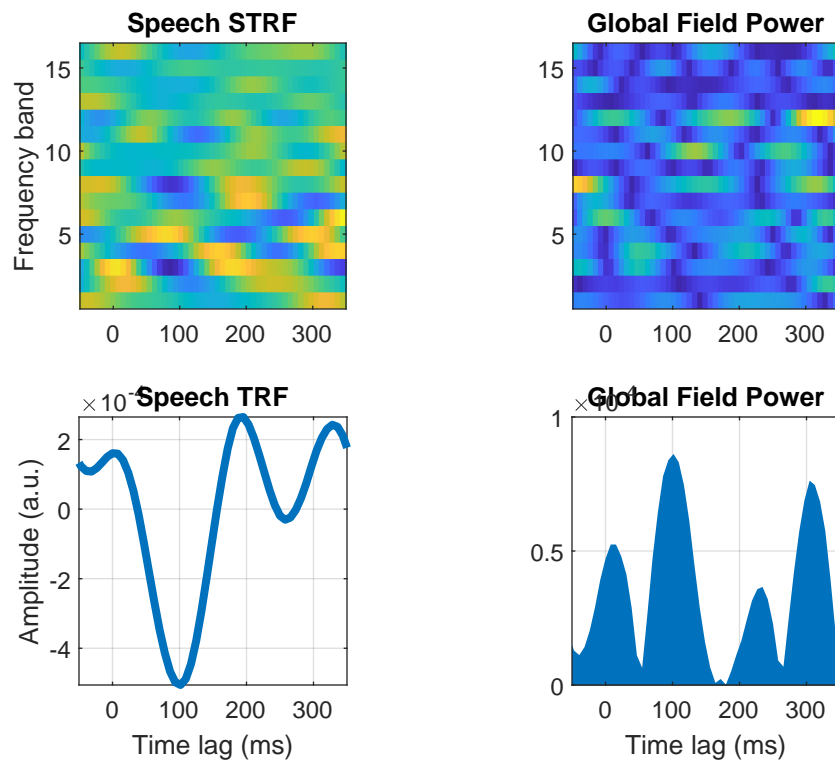 Speech STRF
Frequency band
15
10
5
0 100 200 300
Global Field Power
15
10
5
0 100 200 300
Speech TRF
× 10⁻⁴
Amplitude (a.u.)
2
0
-2
-4
0 100 200 300
Time lag (ms)
Global Field Power
1
0.5
0
0 100 200 300
Time lag (ms)